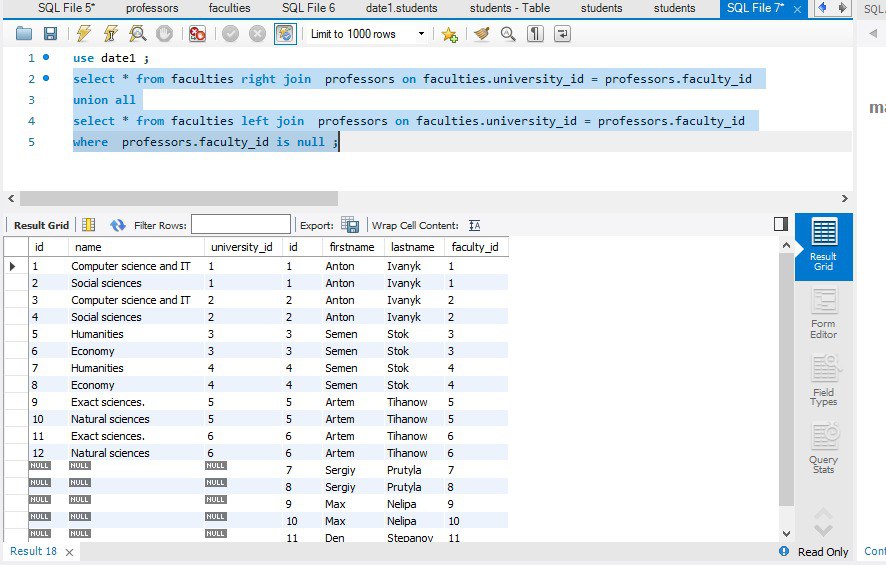 SQL File 5* professors faculties SQL File 6 date1.students students - Table students students SQL File 7* × SQL
Limit to 1000 rows
1 use date1 ;
2 select * from faculties right join  professors on faculties.university_id = professors.faculty_id
3 union all
4 select * from faculties left join  professors on faculties.university_id = professors.faculty_id
5 where  professors.faculty_id is null ;
ma
Result Grid Filter Rows: Export: Wrap Cell Content: IA
id name university_id id firstname lastname faculty_id
1 Computer science and IT 1 1 Anton Ivanyk 1
2 Social sciences 1 1 Anton Ivanyk 1
3 Computer science and IT 2 2 Anton Ivanyk 2
4 Social sciences 2 2 Anton Ivanyk 2
5 Humanities 3 3 Semen Stok 3
6 Economy 3 3 Semen Stok 3
7 Humanities 4 4 Semen Stok 4
8 Economy 4 4 Semen Stok 4
9 Exact sciences. 5 5 Artem Tihanow 5
10 Natural sciences 5 5 Artem Tihanow 5
11 Exact sciences. 6 6 Artem Tihanow 6
12 Natural sciences 6 6 Artem Tihanow 6
NULL NULL NULL 7 Sergiy Prutyla 7
NULL NULL NULL 8 Sergiy Prutyla 8
NULL NULL NULL 9 Max Nelipa 9
NULL NULL NULL 10 Max Nelipa 10
NULL NULL NULL 11 Den Stepanov 11
Result
Grid
Form
Editor
Field
Types
Query
Stats
Result 18 × Read Only Cont